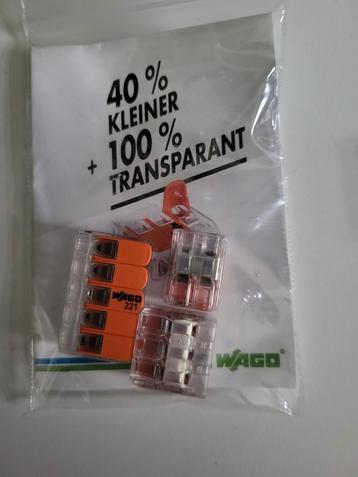 40 %
KLEINER
+ 100 %
TRANSPARANT
WAGO
221
WAGO®